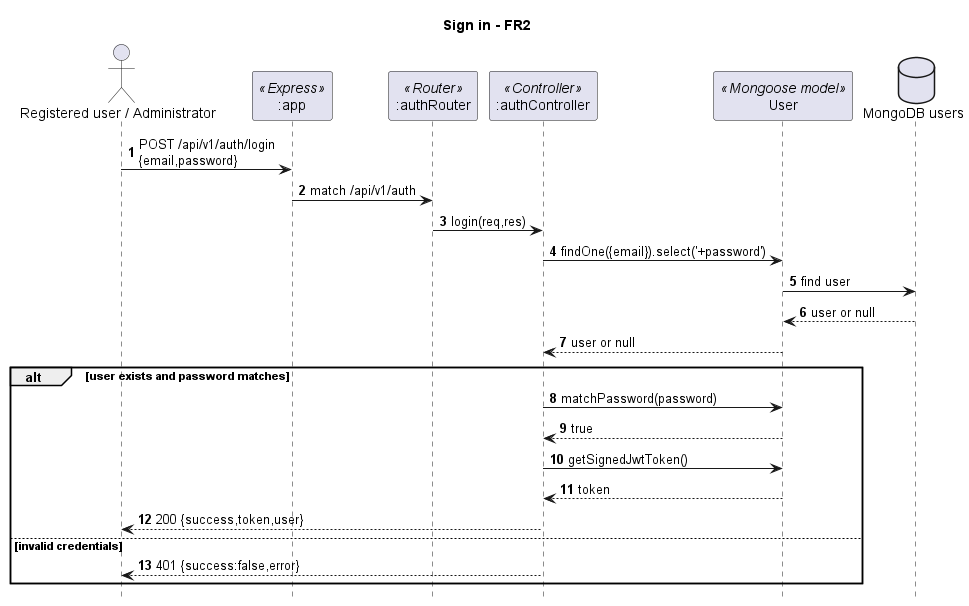 Sign in - FR2
Registered user / Administrator
«Express»
:app
«Router»
:authRouter
«Controller»
:authController
«Mongoose model»
User
MongoDB users
1 POST /api/v1/auth/login
{email,password}
2 match /api/v1/auth
3 login(req,res)
4 findOne({email}).select('+password')
5 find user
6 user or null
7 user or null
alt [user exists and password matches]
8 matchPassword(password)
9 true
10 getSignedJwtToken()
11 token
12 200 {success,token,user}
[invalid credentials]
13 401 {success:false,error}